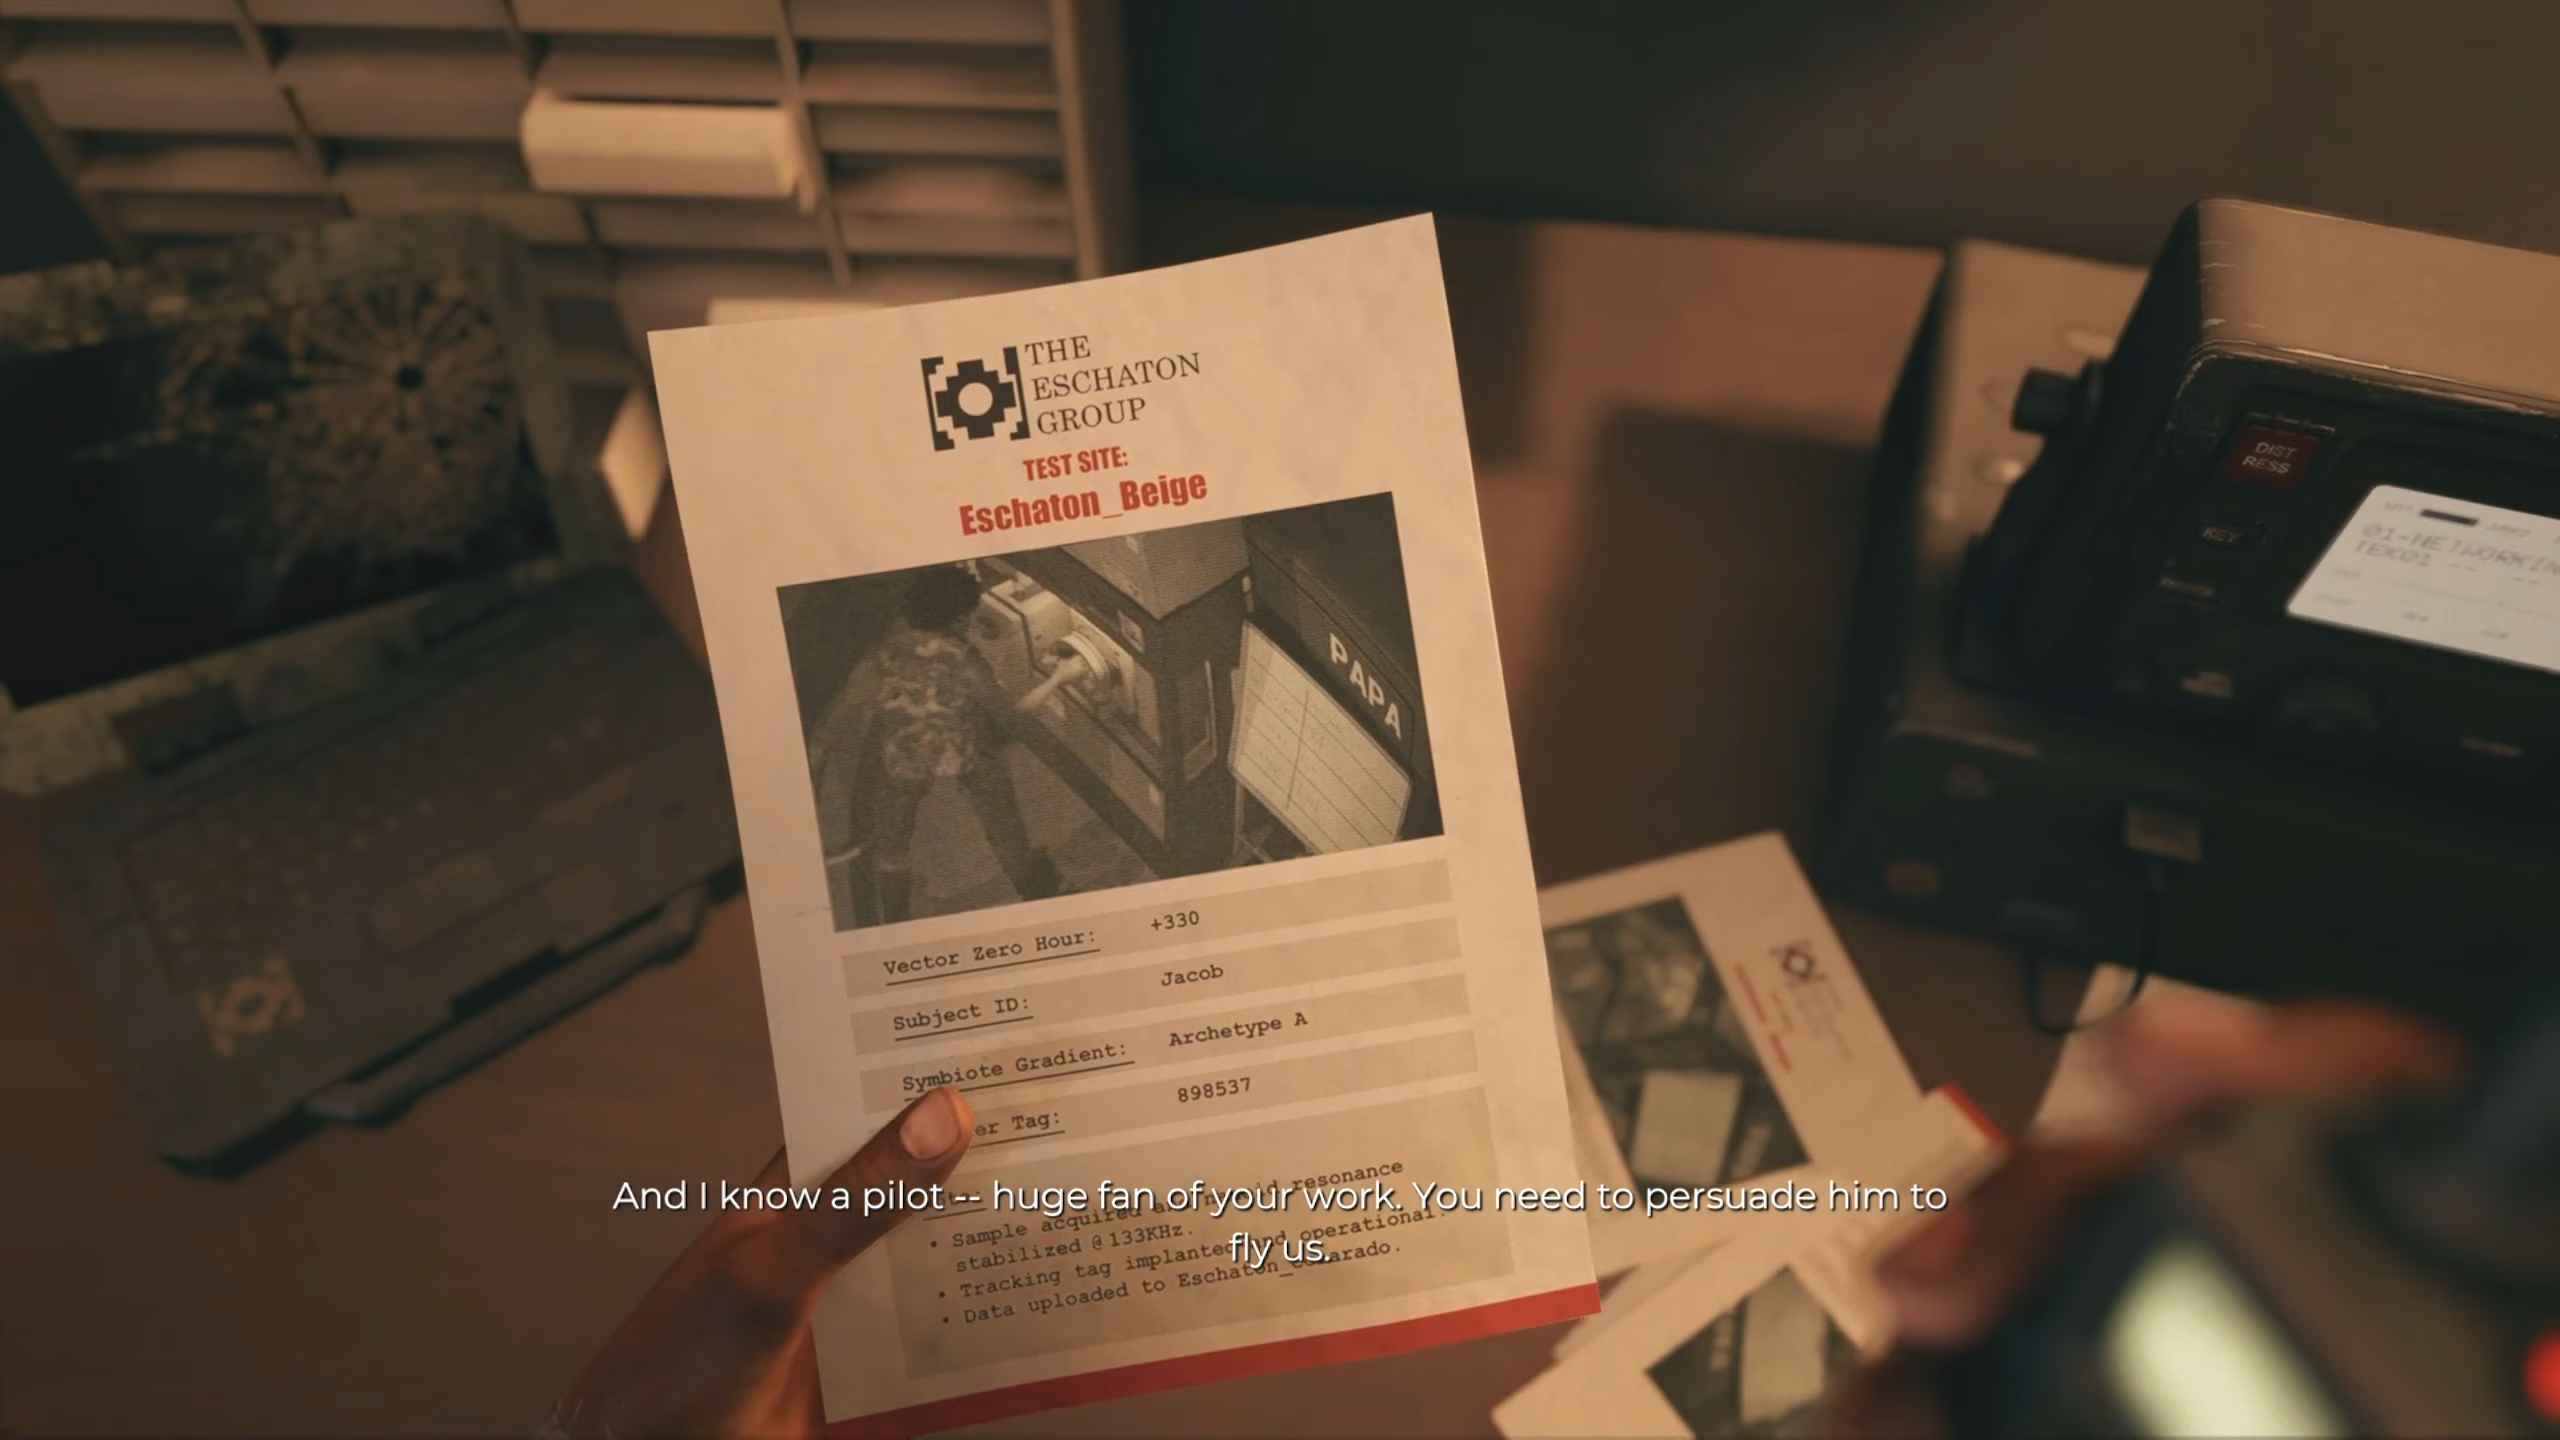 THE
ESCHATON
GROUP
TEST SITE:
Eschaton_Beige
PAPA
Vector Zero Hour: +330
Subject ID: Jacob
Symbiote Gradient: Archetype A
Tag: 898537
resonance
• Sample acquired
stabilized @ 133KHz.
• Tracking tag implanted and operational.
• Data uploaded to
And I know a pilot -- huge fan of your work. You need to persuade him to
fly us.
DIST
RESS
KEY